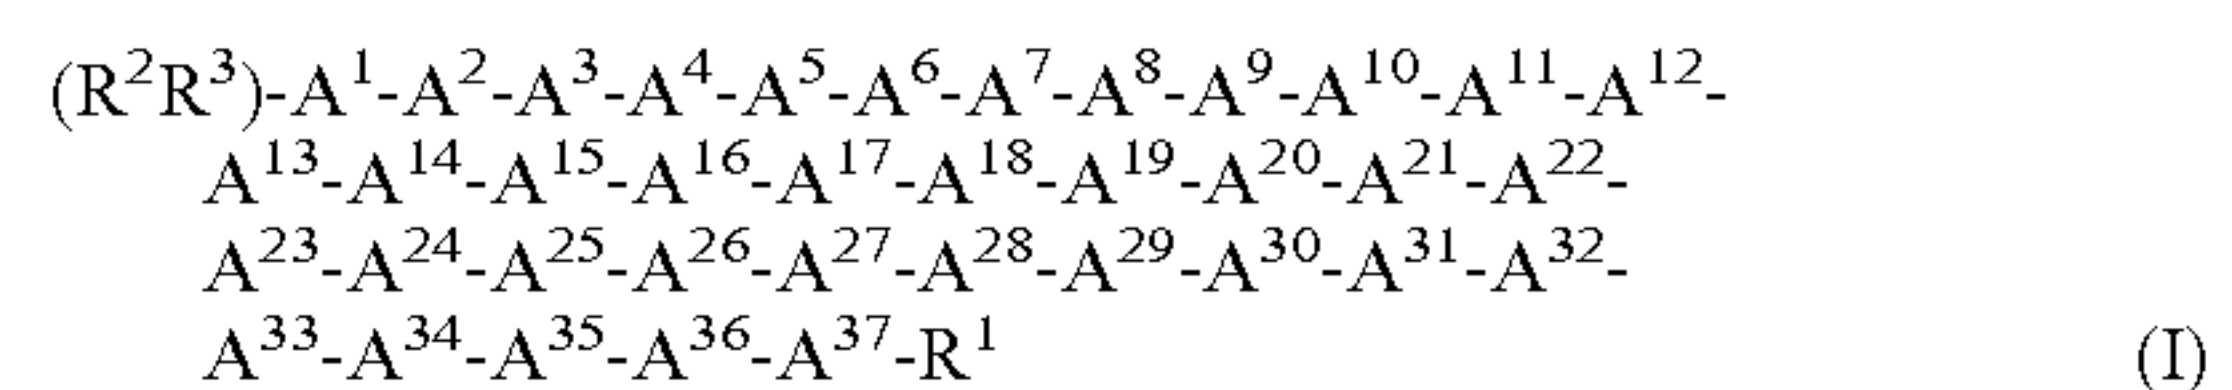 (R²R³)-A¹-A²-A³-A⁴-A⁵-A⁶-A⁷-A⁸-A⁹-A¹⁰-A¹¹-A¹²-
A¹³-A¹⁴-A¹⁵-A¹⁶-A¹⁷-A¹⁸-A¹⁹-A²⁰-A²¹-A²²-
A²³-A²⁴-A²⁵-A²⁶-A²⁷-A²⁸-A²⁹-A³⁰-A³¹-A³²-
A³³-A³⁴-A³⁵-A³⁶-A³⁷-R¹ (I)